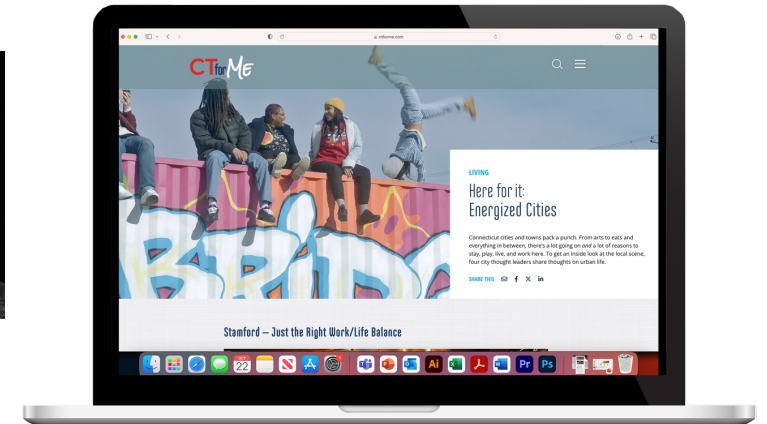 ctforme.com
CTforME
BRIDG
LIVING
Here for it:
Energized Cities
Connecticut cities and towns pack a punch. From arts to eats and
everything in between, there's a lot going on and a lot of reasons to
stay, play, live, and work here. To get an inside look at the local scene,
four city thought leaders share thoughts on urban life.
SHARE THIS
Stamford – Just the Right Work/Life Balance
OCT
22
Ai
Pr
Ps